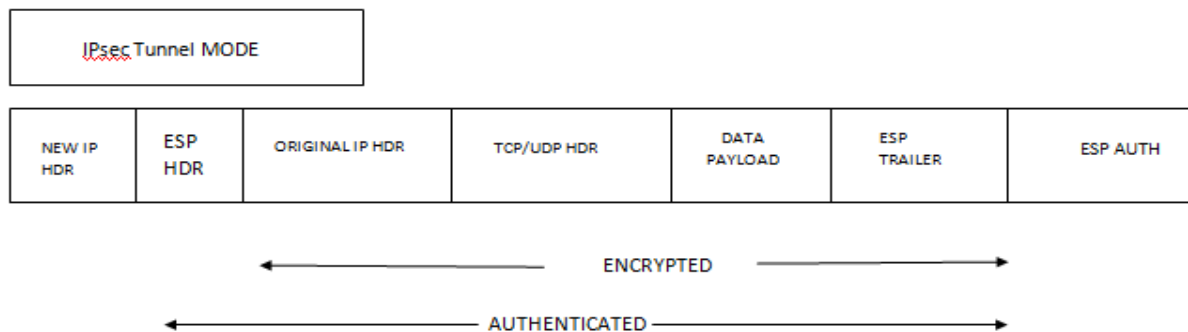 IPsec Tunnel MODE
NEW IP
HDR
ESP
HDR
ORIGINAL IP HDR
TCP/UDP HDR
DATA
PAYLOAD
ESP
TRAILER
ESP AUTH
ENCRYPTED
AUTHENTICATED